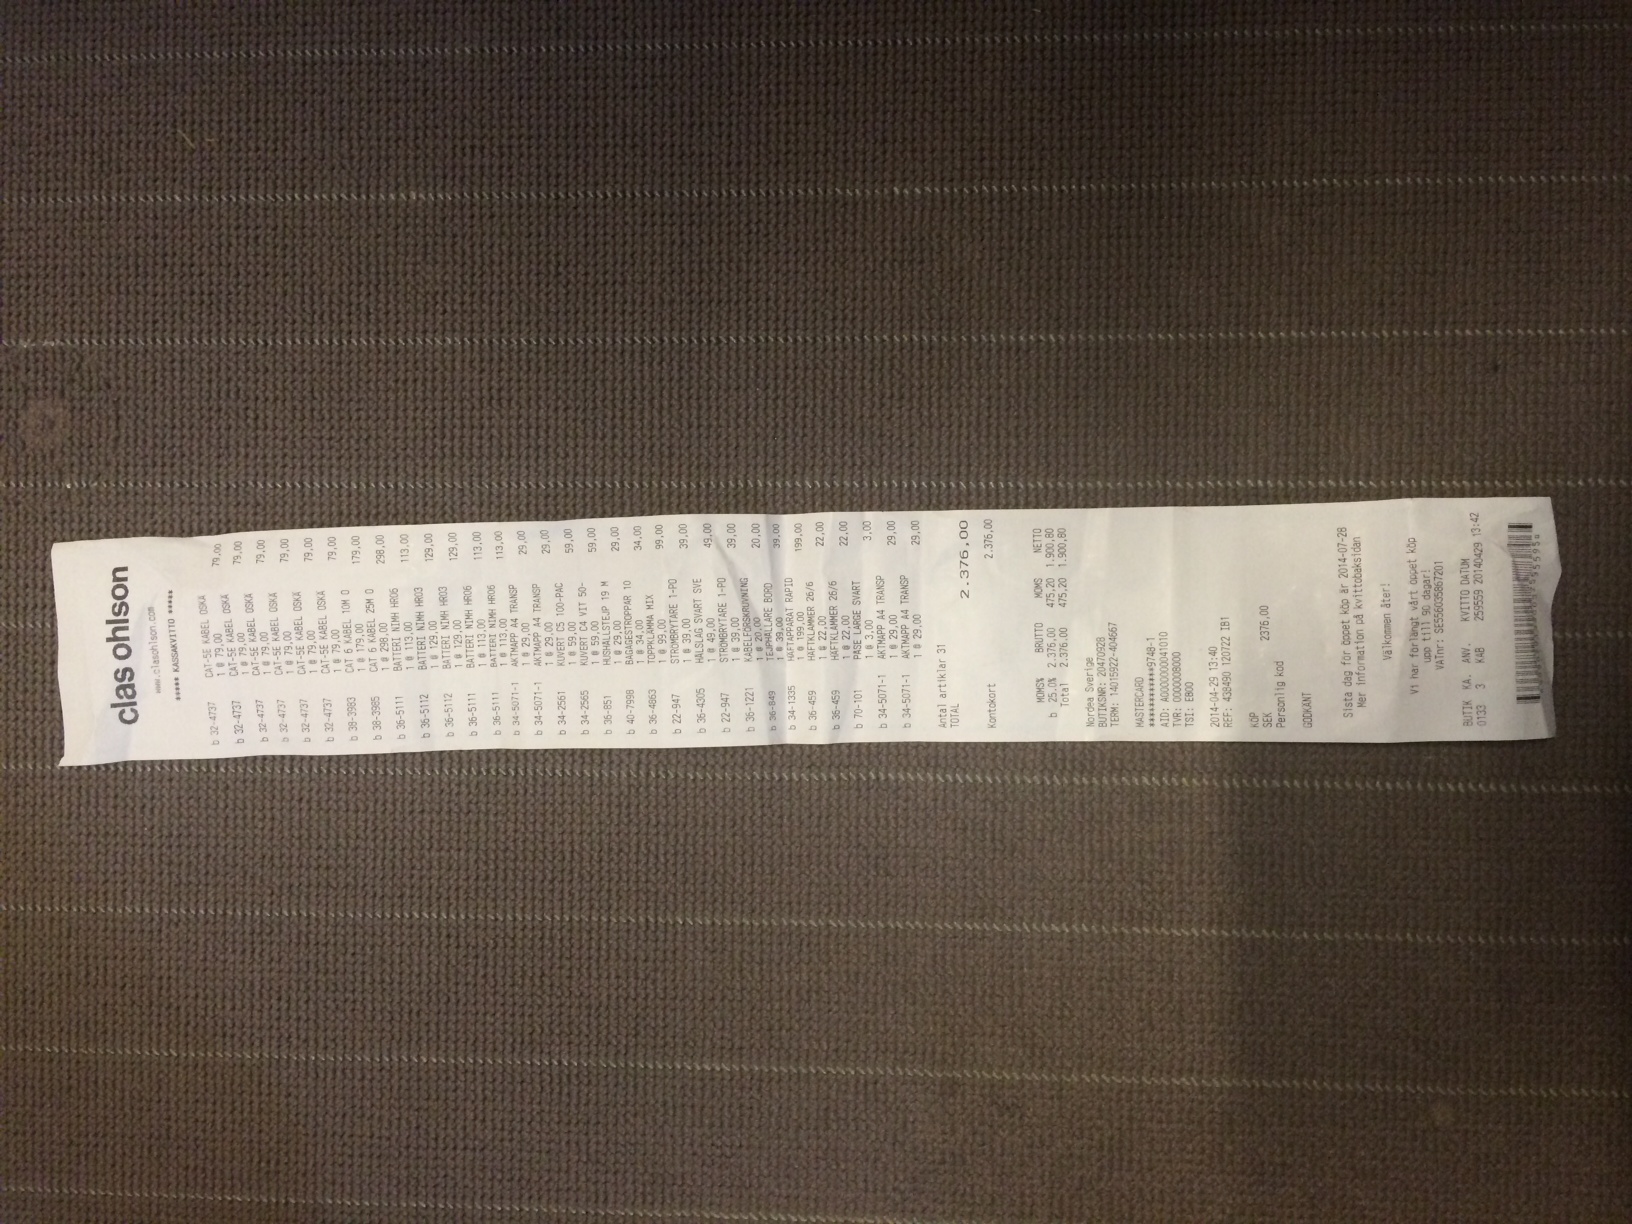 clas ohlson
www.clasohlson.com
***** KASSAKVITTO *****
b 32-4737 CAT-5E KABEL OSKA
1 @ 79,00 79,00
b 32-4737 CAT-5E KABEL OSKA
1 @ 79,00 79,00
b 32-4737 CAT-5E KABEL OSKA
1 @ 79,00 79,00
b 32-4737 CAT-5E KABEL OSKA
1 @ 79,00 79,00
b 32-4737 CAT-5E KABEL OSKA
1 @ 79,00 79,00
b 32-4737 CAT-5E KABEL OSKA
1 @ 79,00 79,00
b 38-3983 CAT 6 KABEL 10M O
1 @ 179,00 179,00
b 38-3985 CAT 6 KABEL 25M O
1 @ 298,00 298,00
b 36-5111 BATTERI NIMH HR06
1 @ 113,00 113,00
b 36-5112 BATTERI NIMH HR03
1 @ 129,00 129,00
b 36-5112 BATTERI NIMH HR03
1 @ 129,00 129,00
b 36-5111 BATTERI NIMH HR06
1 @ 113,00 113,00
b 36-5111 BATTERI NIMH HR06
1 @ 113,00 113,00
b 34-5071-1 AKTMAPP A4 TRANSP
1 @ 29,00 29,00
b 34-5071-1 AKTMAPP A4 TRANSP
1 @ 29,00 29,00
b 34-2561 KUVERT C5 100-PAC
1 @ 59,00 59,00
b 34-2565 KUVERT C4 VIT 50-
1 @ 59,00 59,00
b 36-851 HUSHÅLLSTEJP 19 M
1 @ 29,00 29,00
b 40-7998 BAGAGESTROPPAR 10
1 @ 34,00 34,00
b 36-4863 TOPPKLÄMMA MIX
1 @ 99,00 99,00
b 22-947 STRÖMBRYTARE 1-PO
1 @ 39,00 39,00
b 36-4305 HÅLSLAG SVART SVE
1 @ 49,00 49,00
b 22-947 STRÖMBRYTARE 1-PO
1 @ 39,00 39,00
b 36-1221 KABELFÖRSKRUVNING
1 @ 20,00 20,00
b 36-849 TEJPHÅLLARE BORD
1 @ 39,00 39,00
b 34-1335 HÄFTAPPARAT RAPID
1 @ 199,00 199,00
b 36-459 HÄFTKLAMMER 26/6
1 @ 22,00 22,00
b 36-459 HÄFTKLAMMER 26/6
1 @ 22,00 22,00
b 70-101 PÅSE LARGE SVART
1 @ 3,00 3,00
b 34-5071-1 AKTMAPP A4 TRANSP
1 @ 29,00 29,00
b 34-5071-1 AKTMAPP A4 TRANSP
1 @ 29,00 29,00
Antal artiklar 31
TOTAL
2.376,00
Kontokort 2.376,00
MOMS% BRUTTO MOMS NETTO
b 25.0% 2.376,00 475,20 1.900,80
Total 2.376.00 475,20 1.900,80
Nordea Sverige
BUTIKSNR: 20470928
TERM: 14015922-404667
MASTERCARD
************9748-1
AID: A0000000041010
TVR: 0000008000
TSI: E800
2014-04-29 13:40
REF: 438490 120722 IB1
KÖP
SEK 2376,00
Personlig kod
GODKÄNT
Sista dag för öppet köp är 2014-07-28
Mer information på kvittobaksidan
Välkommen åter!
Vi har förlängt vårt öppet köp
upp till 90 dagar!
VATnr: SE556035867201
BUTIK KA. ANV. KVITTO DATUM
0133 3 KAB 259559 20140429 13:42